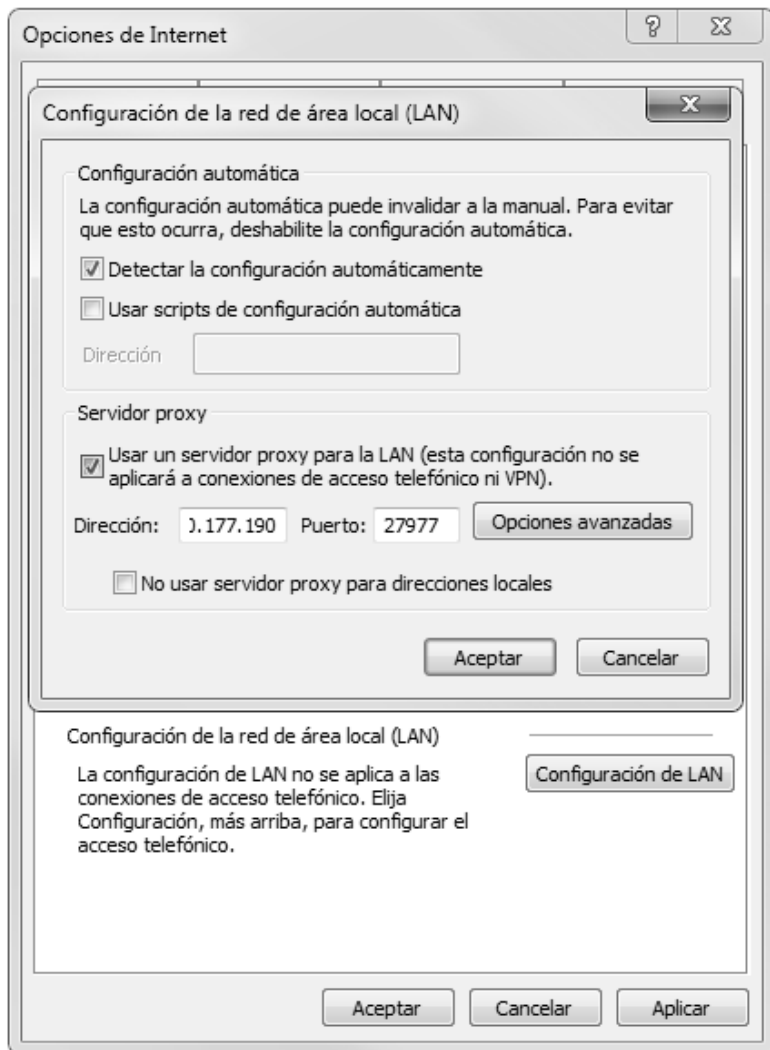 Opciones de Internet
Configuración de la red de área local (LAN)
Configuración automática
La configuración automática puede invalidar a la manual. Para evitar
que esto ocurra, deshabilite la configuración automática.
Detectar la configuración automáticamente
Usar scripts de configuración automática
Dirección
Servidor proxy
Usar un servidor proxy para la LAN (esta configuración no se
aplicará a conexiones de acceso telefónico ni VPN).
Dirección: .177.190 Puerto: 27977 Opciones avanzadas
No usar servidor proxy para direcciones locales
Aceptar Cancelar
Configuración de la red de área local (LAN)
La configuración de LAN no se aplica a las
conexiones de acceso telefónico. Elija
Configuración, más arriba, para configurar el
acceso telefónico.
Configuración de LAN
Aceptar Cancelar Aplicar